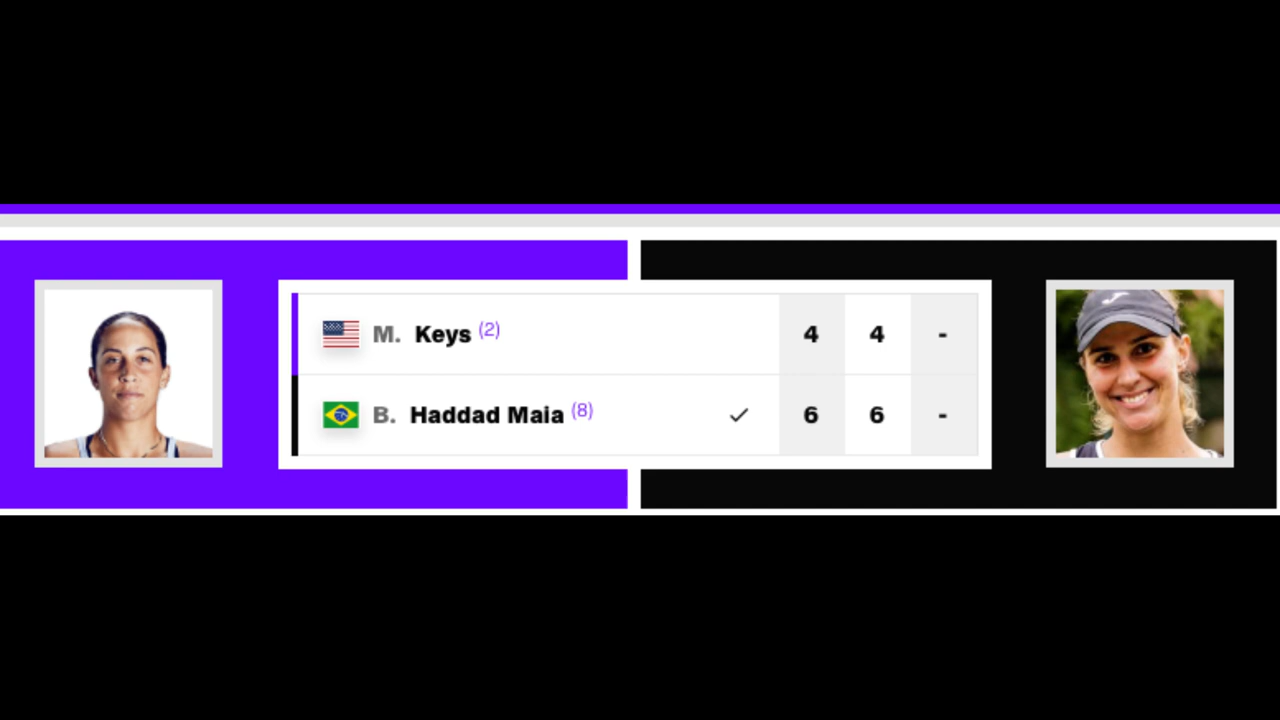 M. Keys (2) 4 4 -
B. Haddad Maia (8) ✓ 6 6 -